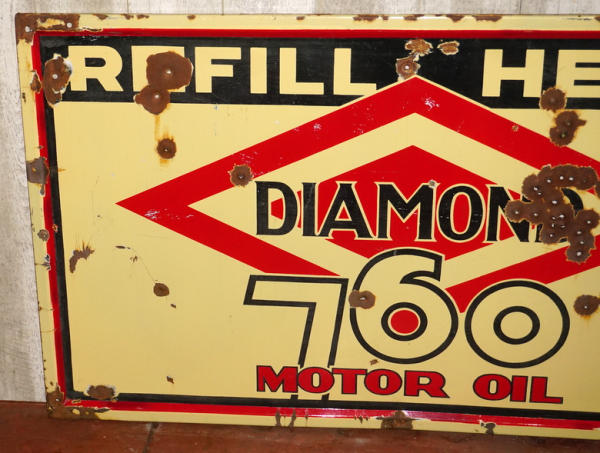 REFILL HE
DIAMOND
760
MOTOR OIL